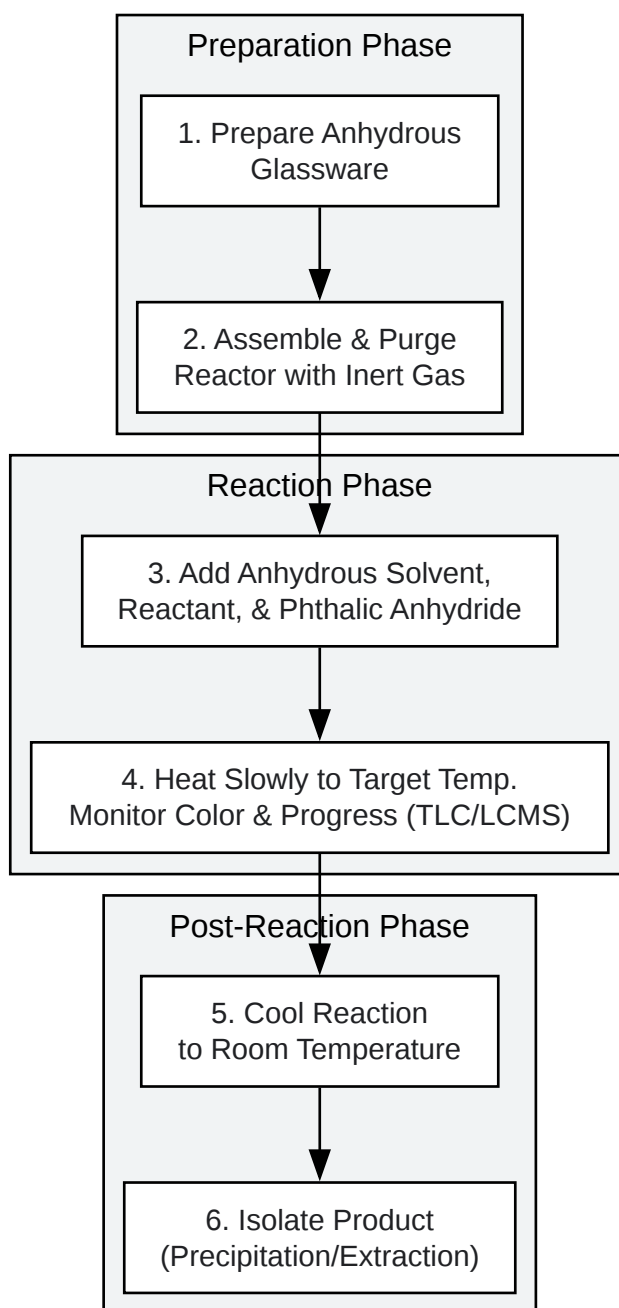 Preparation Phase
1. Prepare Anhydrous
Glassware
2. Assemble & Purge
Reactor with Inert Gas
Reaction Phase
3. Add Anhydrous Solvent,
Reactant, & Phthalic Anhydride
4. Heat Slowly to Target Temp.
Monitor Color & Progress (TLC/LCMS)
Post-Reaction Phase
5. Cool Reaction
to Room Temperature
6. Isolate Product
(Precipitation/Extraction)